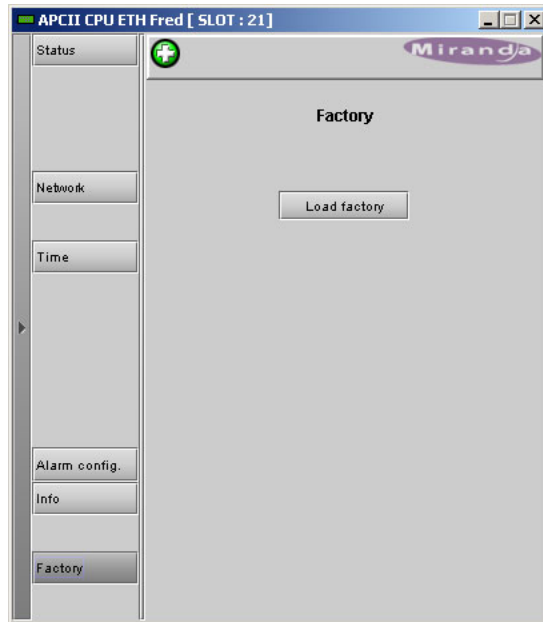 APCII CPU ETH Fred [ SLOT : 21]
Status
Miranda
Factory
Network
Load factory
Time
Alarm config.
Info
Factory